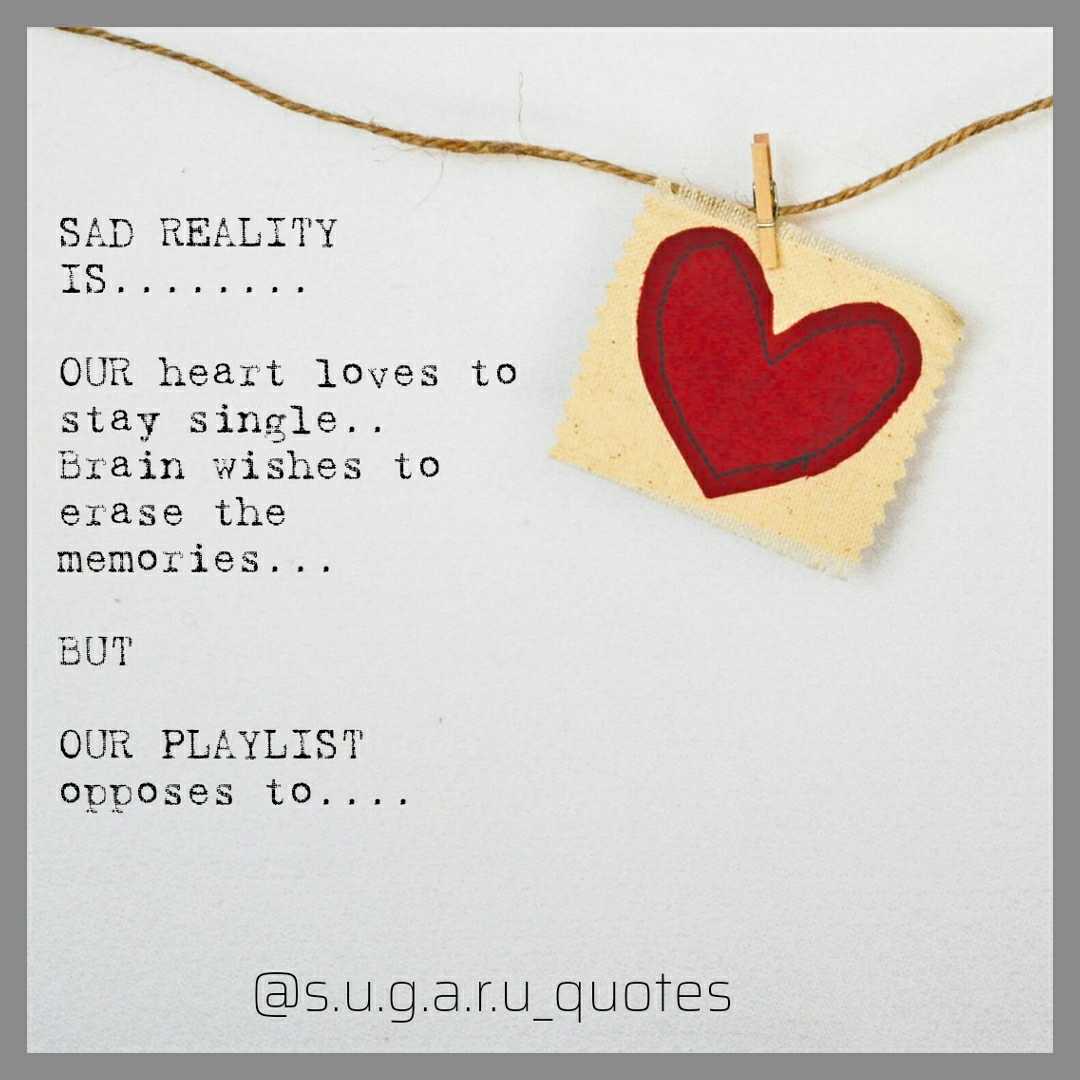 SAD REALITY
IS........
OUR heart loves to
stay single..
Brain wishes to
erase the
memories...
BUT
OUR PLAYLIST
opposes to....
@s.u.g.a.r.u_quotes